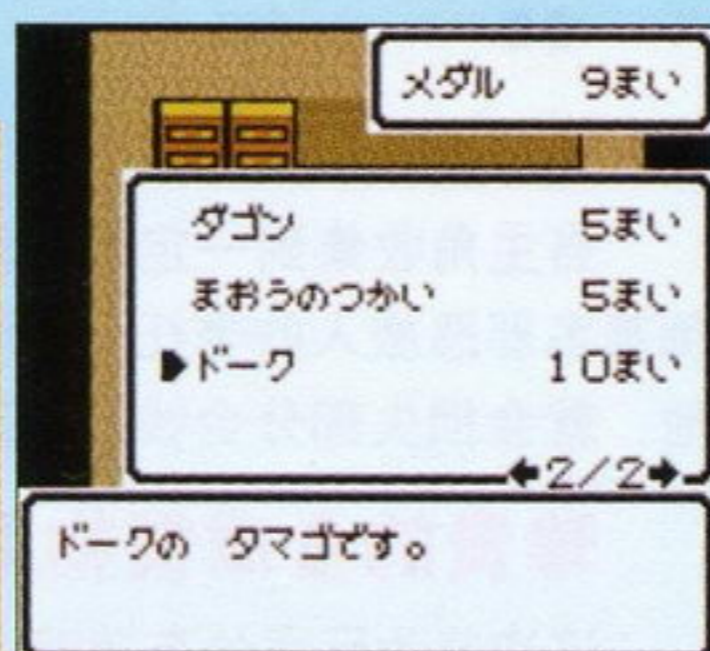 メダル 9まい
ダゴン 5まい
まおうのつかい 5まい
▶ドーク 10まい
←2/2→
ドークの タマゴです。